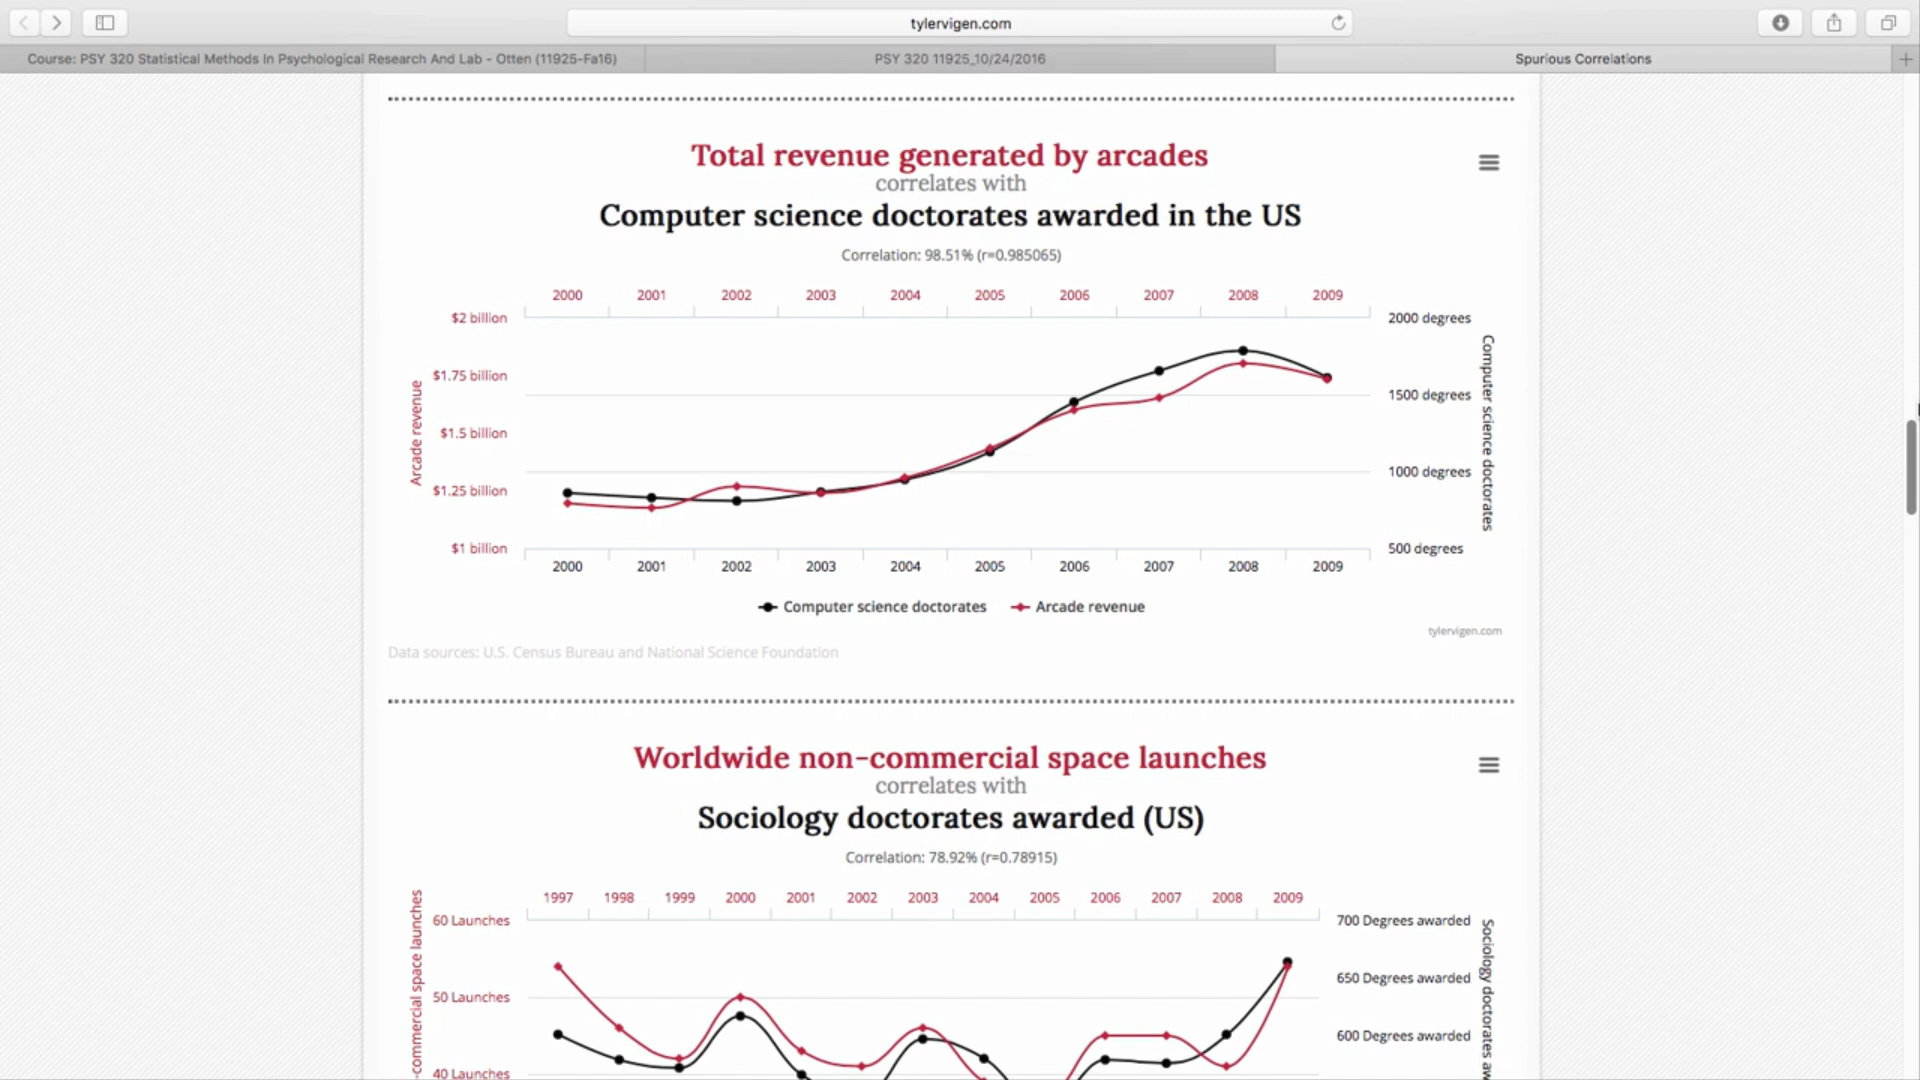 tylervigen.com
Course: PSY 320 Statistical Methods In Psychological Research And Lab - Otten (11925-Fa16)
PSY 320 11925_10/24/2016
Spurious Correlations
Total revenue generated by arcades
correlates with
Computer science doctorates awarded in the US
Correlation: 98.51% (r=0.985065)
2000 2001 2002 2003 2004 2005 2006 2007 2008 2009
$2 billion
$1.75 billion
$1.5 billion
$1.25 billion
$1 billion
Arcade revenue
2000 degrees
1500 degrees
1000 degrees
500 degrees
Computer science doctorates
2000 2001 2002 2003 2004 2005 2006 2007 2008 2009
Computer science doctorates Arcade revenue
tylervigen.com
Data sources: U.S. Census Bureau and National Science Foundation
Worldwide non-commercial space launches
correlates with
Sociology doctorates awarded (US)
Correlation: 78.92% (r=0.78915)
1997 1998 1999 2000 2001 2002 2003 2004 2005 2006 2007 2008 2009
60 Launches
50 Launches
40 Launches
-commercial space launches
700 Degrees awarded
650 Degrees awarded
600 Degrees awarded
Sociology doctorates aw